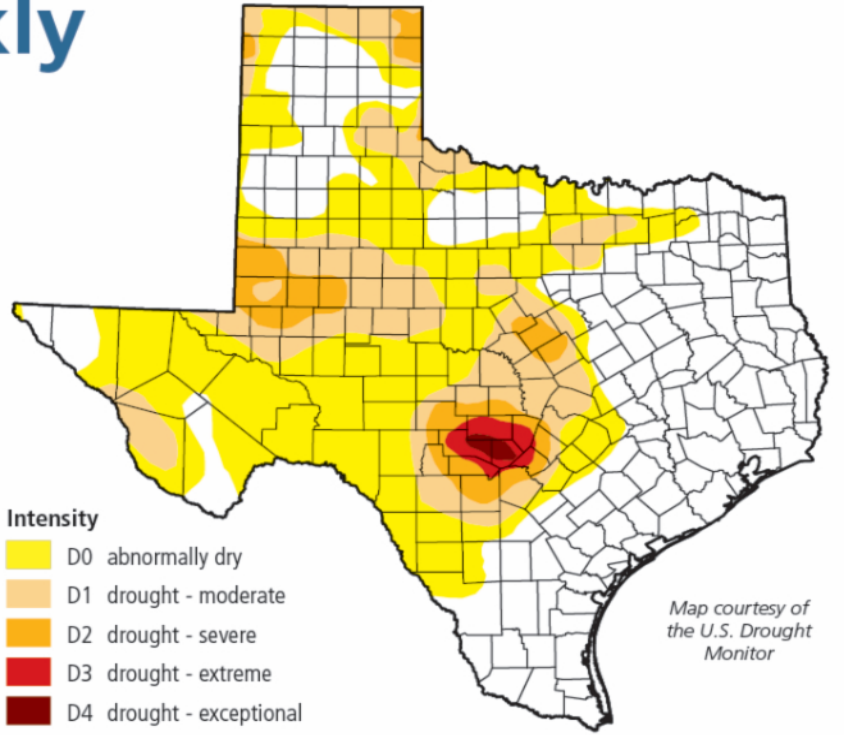 kly
Intensity
D0 abnormally dry
D1 drought - moderate
D2 drought - severe
D3 drought - extreme
D4 drought - exceptional
Map courtesy of
the U.S. Drought
Monitor